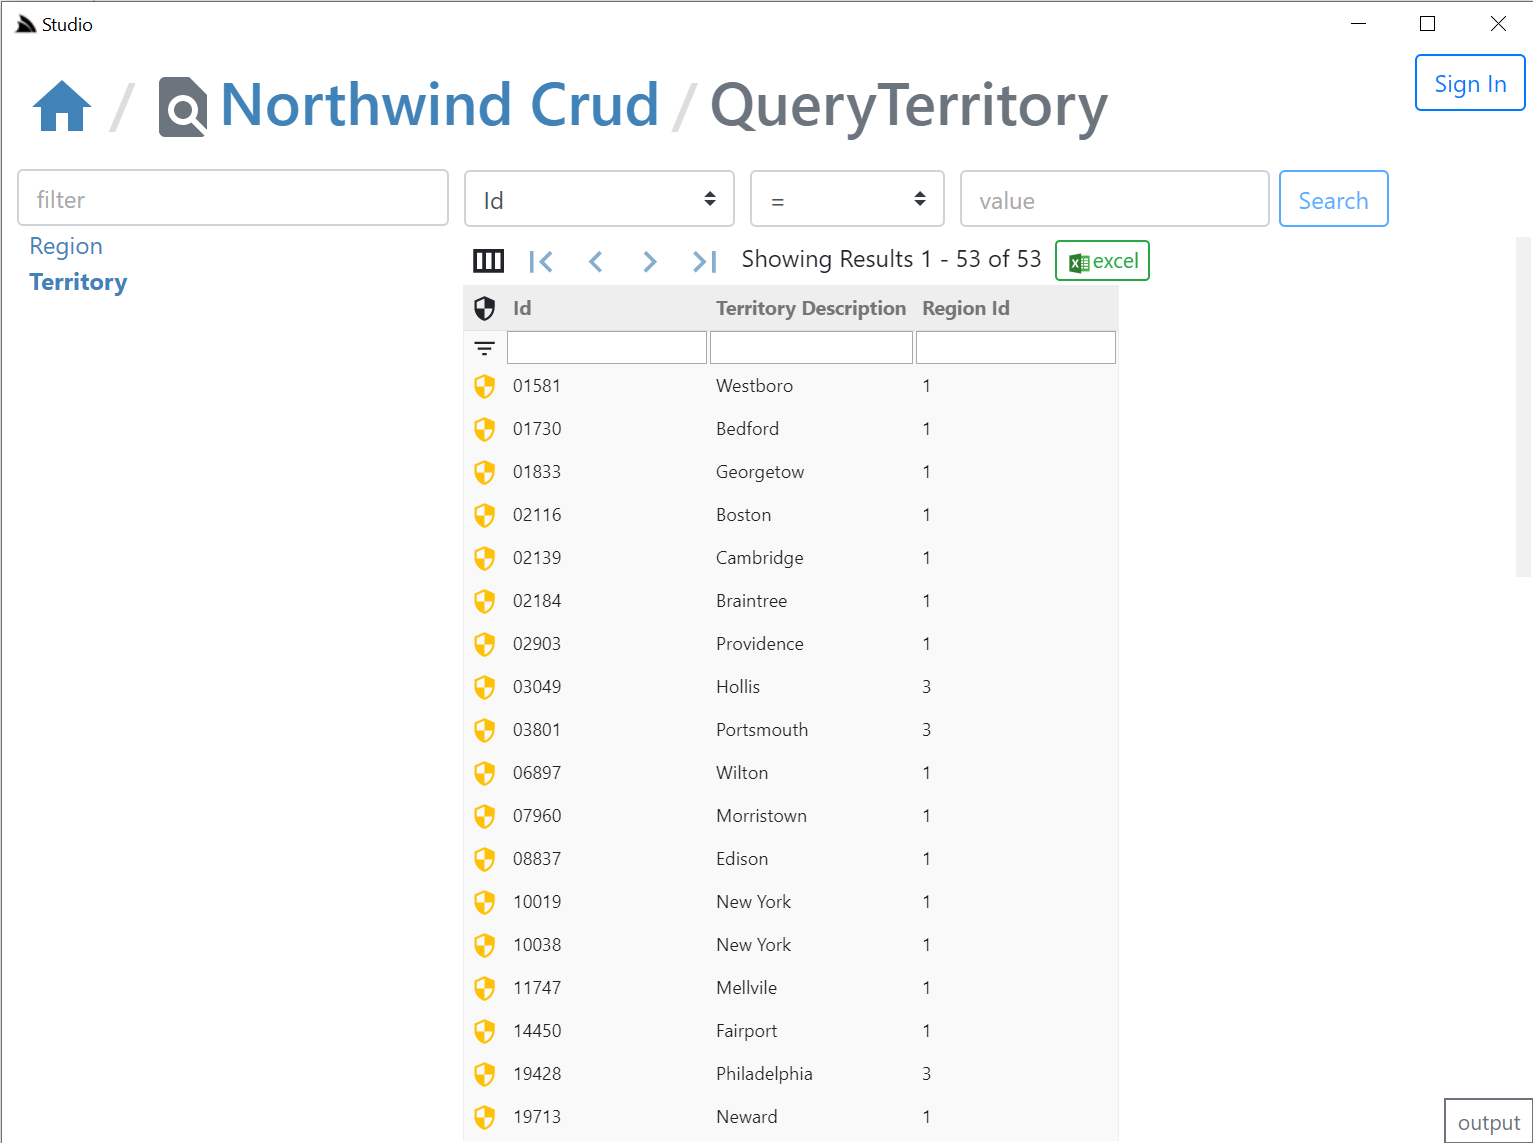 Studio
Northwind Crud / QueryTerritory
Sign In
filter
Id
=
value
Search
Region
Territory
Showing Results 1 - 53 of 53
excel
Id Territory Description Region Id
01581 Westboro 1
01730 Bedford 1
01833 Georgetow 1
02116 Boston 1
02139 Cambridge 1
02184 Braintree 1
02903 Providence 1
03049 Hollis 3
03801 Portsmouth 3
06897 Wilton 1
07960 Morristown 1
08837 Edison 1
10019 New York 1
10038 New York 1
11747 Mellvile 1
14450 Fairport 1
19428 Philadelphia 3
19713 Neward 1
output